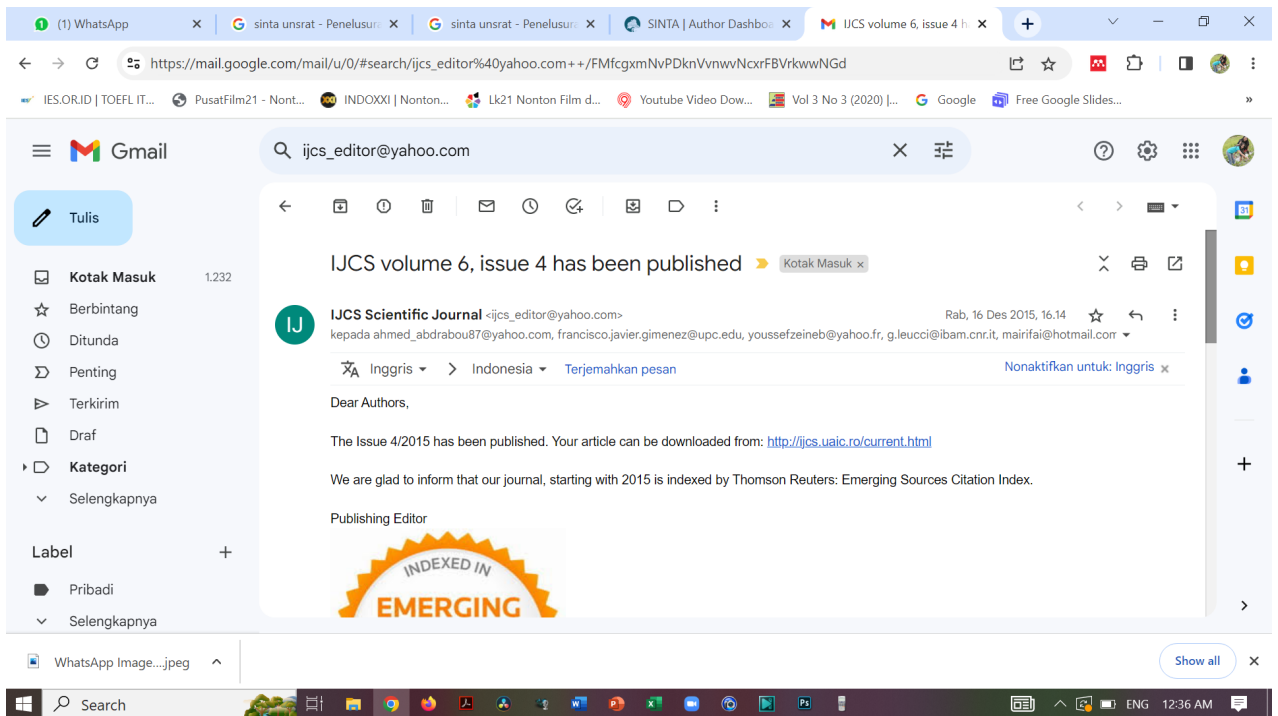 (1) WhatsApp
sinta unsrat - Penelusura
sinta unsrat - Penelusura
SINTA | Author Dashboa
IJCS volume 6, issue 4 h
https://mail.google.com/mail/u/0/#search/ijcs_editor%40yahoo.com++/FMfcgxmNvPDknVvnwvNcxrFBVrkwwNGd
IES.OR.ID | TOEFL IT...
PusatFilm21 - Nont...
INDOXXI | Nonton...
Lk21 Nonton Film d...
Youtube Video Dow...
Vol 3 No 3 (2020) |...
Google
Free Google Slides...
»
Gmail
ijcs_editor@yahoo.com
Tulis
Kotak Masuk 1.232
Berbintang
Ditunda
Penting
Terkirim
Draf
Kategori
Selengkapnya
Label
Pribadi
Selengkapnya
IJCS volume 6, issue 4 has been published
Kotak Masuk x
IJ
IJCS Scientific Journal <ijcs_editor@yahoo.com>
Rab, 16 Des 2015, 16.14
kepada ahmed_abdrabou87@yahoo.com, francisco.javier.gimenez@upc.edu, youssefzeineb@yahoo.fr, g.leucci@ibam.cnr.it, mairifai@hotmail.com
Inggris > Indonesia Terjemahkan pesan
Nonaktifkan untuk: Inggris x
Dear Authors,
The Issue 4/2015 has been published. Your article can be downloaded from: http://ijcs.uaic.ro/current.html
We are glad to inform that our journal, starting with 2015 is indexed by Thomson Reuters: Emerging Sources Citation Index.
Publishing Editor
INDEXED IN
EMERGING
31
WhatsApp Image....jpeg
Show all
Search
ENG 12:36 AM